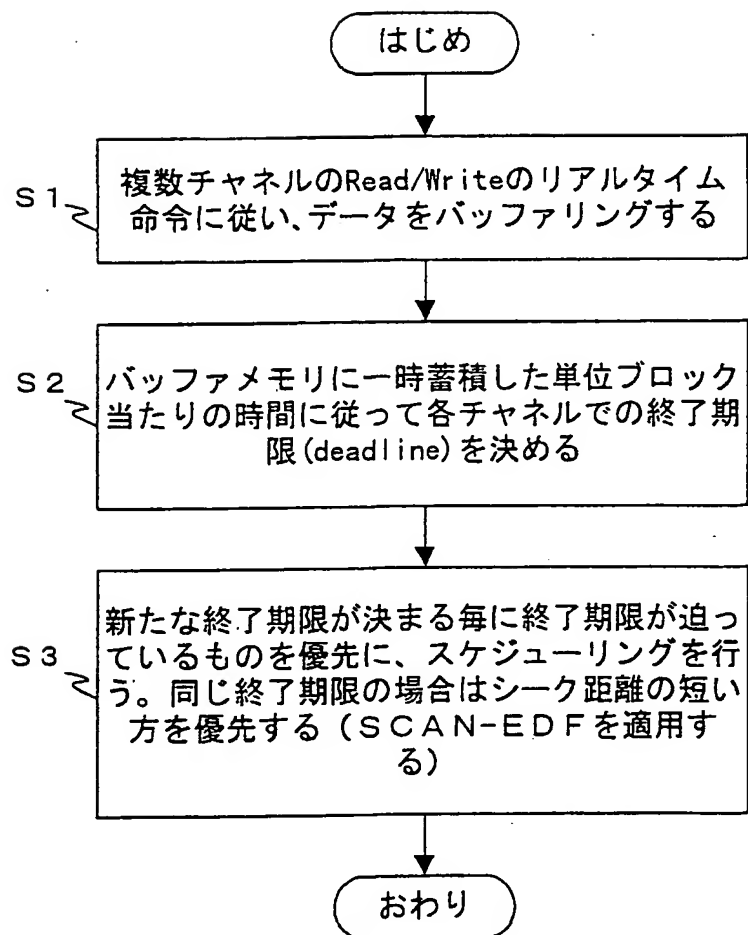 はじめ
S1
複数チャネルのRead/Writeのリアルタイム
命令に従い、データをバッファリングする
S2
バッファメモリに一時蓄積した単位ブロック
当たりの時間に従って各チャネルでの終了期
限(deadline)を決める
S3
新たな終了期限が決まる毎に終了期限が迫っ
ているものを優先に、スケジューリングを行
う。同じ終了期限の場合はシーク距離の短い
方を優先する（SCAN-EDFを適用す
る）
おわり